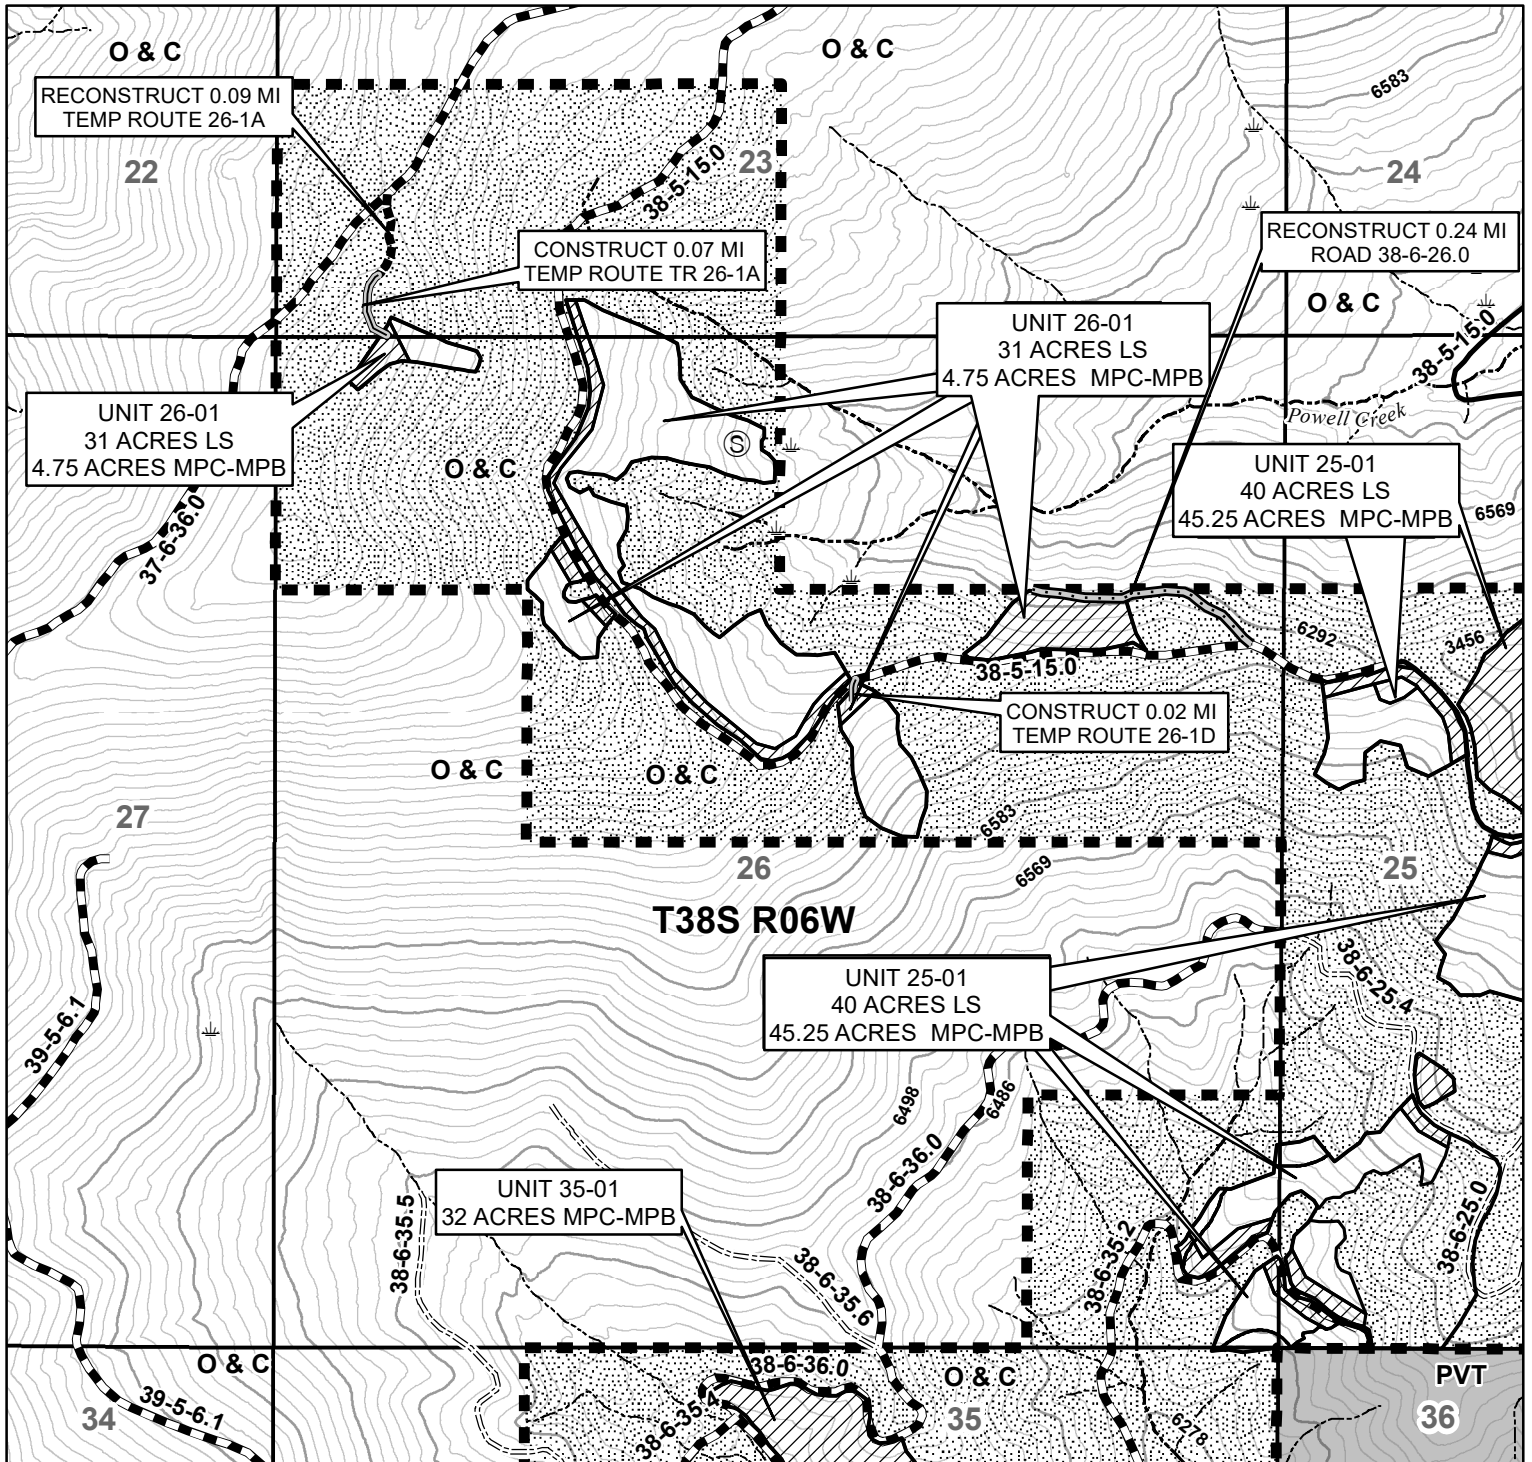 O & C
O & C
6583
RECONSTRUCT 0.09 MI
TEMP ROUTE 26-1A
22
23
38-5-15.0
24
CONSTRUCT 0.07 MI
TEMP ROUTE TR 26-1A
RECONSTRUCT 0.24 MI
ROAD 38-6-26.0
O & C
UNIT 26-01
31 ACRES LS
4.75 ACRES MPC-MPB
38-5-15.0
Powell Creek
UNIT 26-01
31 ACRES LS
4.75 ACRES MPC-MPB
S
O & C
UNIT 25-01
40 ACRES LS
45.25 ACRES MPC-MPB
6569
37-6-36.0
6292
3456
38-5-15.0
CONSTRUCT 0.02 MI
TEMP ROUTE 26-1D
O & C
O & C
27
6583
26
6569
25
T38S R06W
38-6-25.4
UNIT 25-01
40 ACRES LS
45.25 ACRES MPC-MPB
39-5-6.1
6498
6486
38-6-36.0
UNIT 35-01
32 ACRES MPC-MPB
38-6-35.5
38-6-35.6
38-6-35.2
38-6-25.0
O & C
38-6-36.0
O & C
PVT
39-5-6.1
34
38-6-35.4
35
6278
36